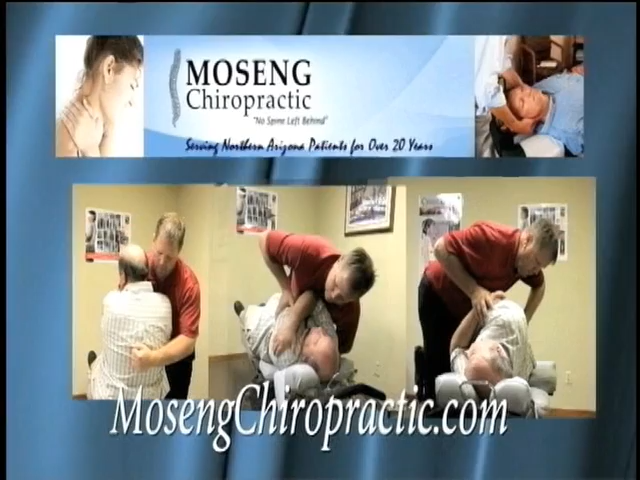 MOSENG
Chiropractic
"No Spine Left Behind"
Serving Northern Arizona Patients for Over 20 Years
MosengChiropractic.com